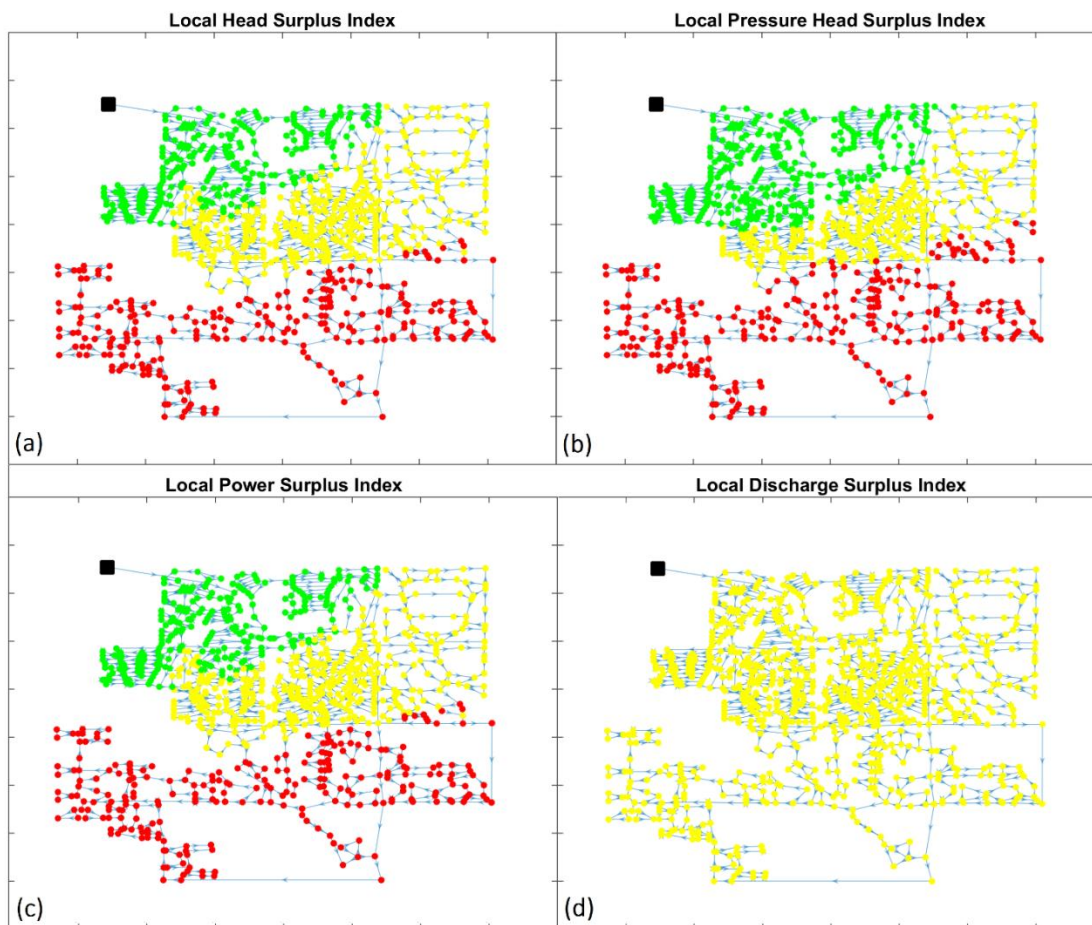 Local Head Surplus Index
Local Pressure Head Surplus Index
(a)
(b)
Local Power Surplus Index
Local Discharge Surplus Index
(c)
(d)